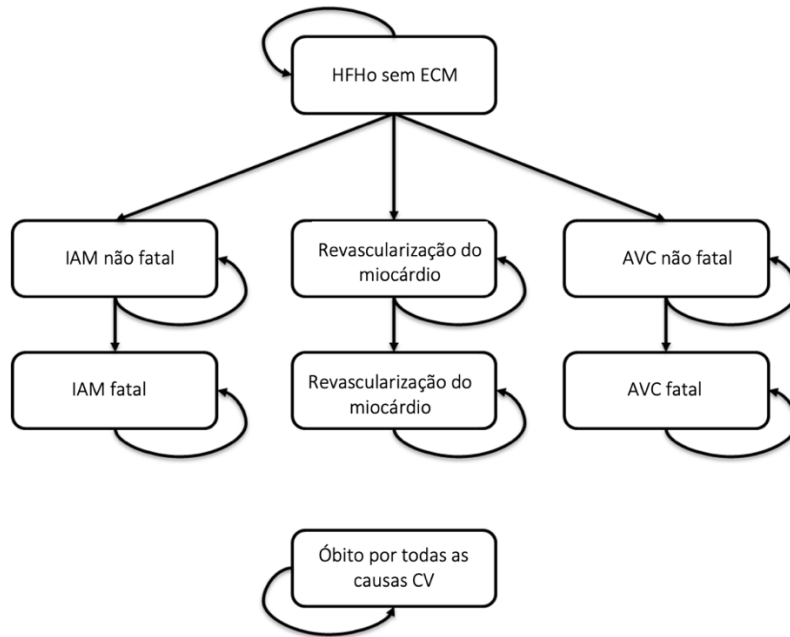 HFHo sem ECM
IAM não fatal
Revascularização do
miocárdio
AVC não fatal
IAM fatal
Revascularização do
miocárdio
AVC fatal
Óbito por todas as
causas CV